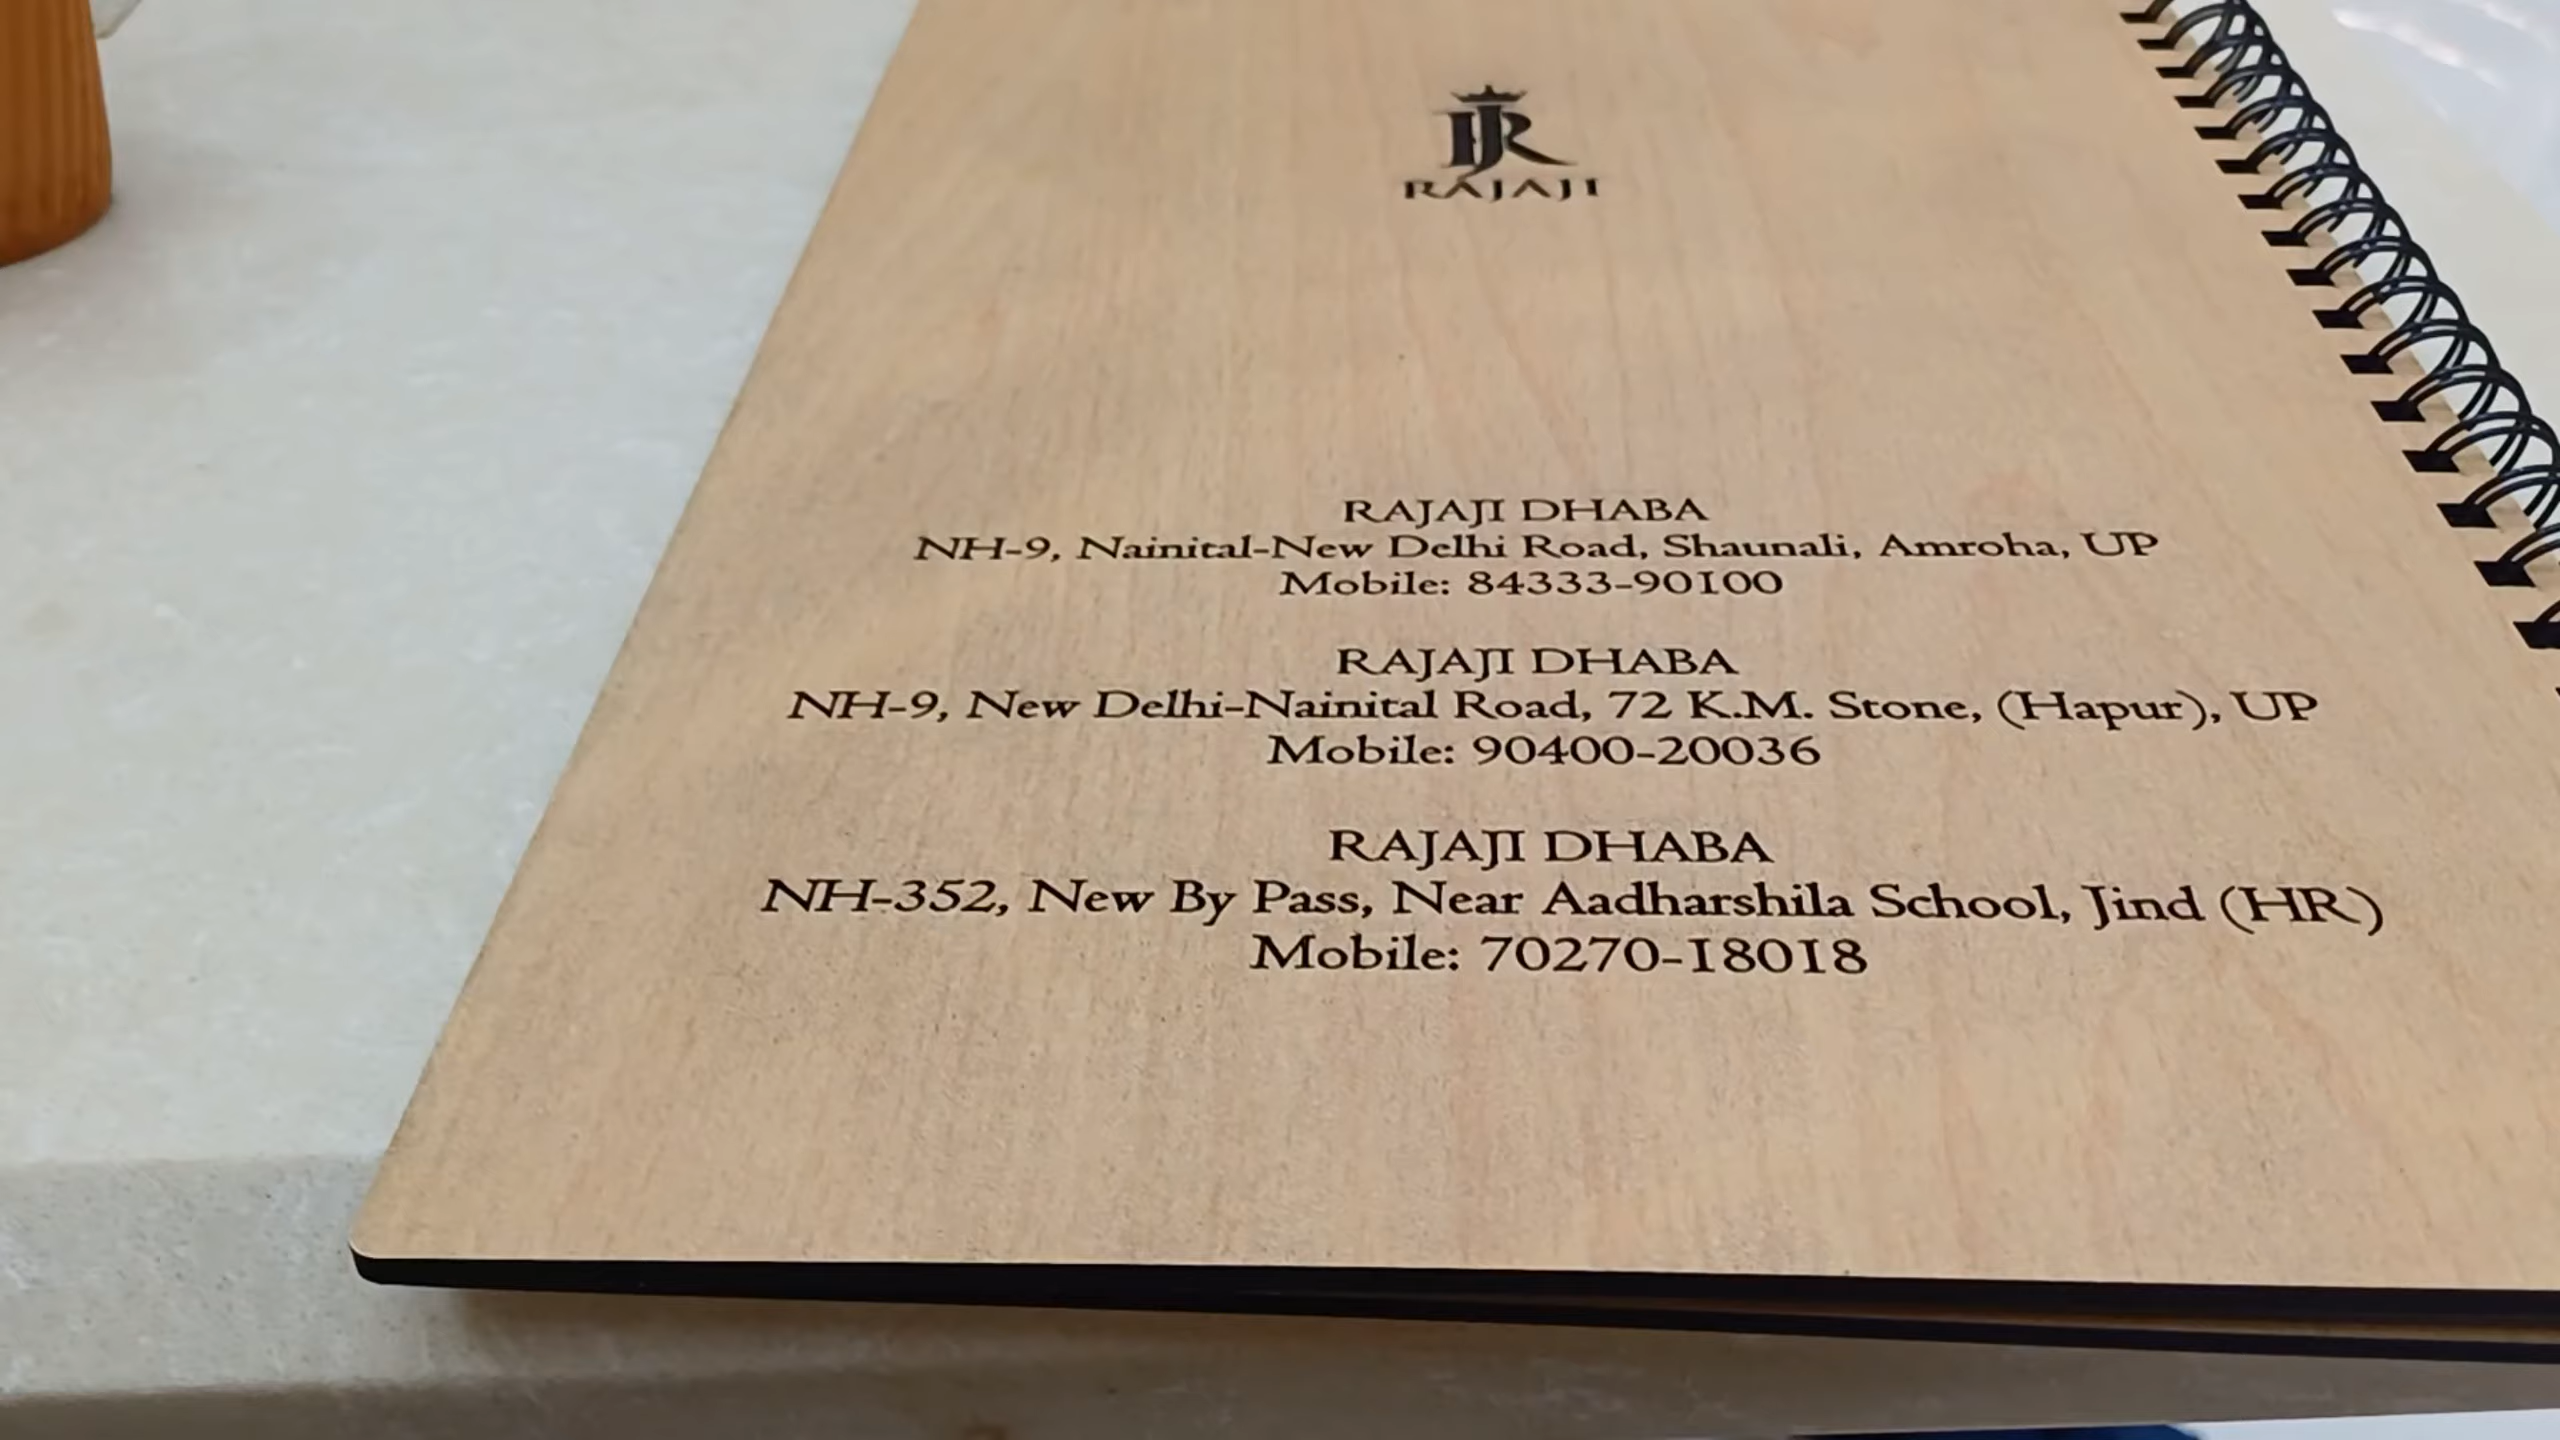 JR
RAJAJI
RAJAJI DHABA
NH-9, Nainital-New Delhi Road, Shaunali, Amroha, UP
Mobile: 84333-90100
RAJAJI DHABA
NH-9, New Delhi-Nainital Road, 72 K.M. Stone, (Hapur), UP
Mobile: 90400-20036
RAJAJI DHABA
NH-352, New By Pass, Near Aadharshila School, Jind (HR)
Mobile: 70270-18018